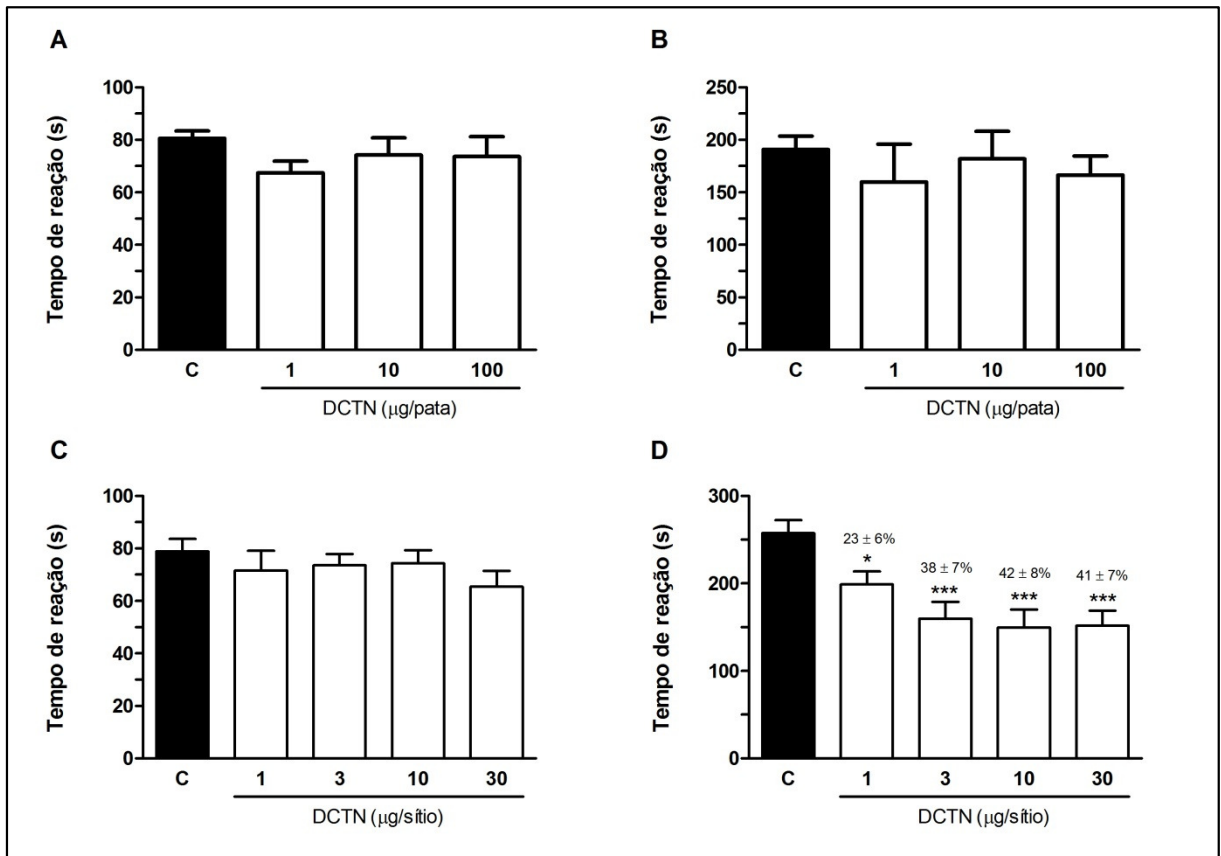 A
Tempo de reação (s)
100
80
60
40
20
0
C 1 10 100
DCTN (μg/pata)
B
Tempo de reação (s)
250
200
150
100
50
0
C 1 10 100
DCTN (μg/pata)
C
Tempo de reação (s)
100
80
60
40
20
0
C 1 3 10 30
DCTN (μg/sítio)
D
Tempo de reação (s)
300
200
100
0
23 ± 6%
*
38 ± 7%
***
42 ± 8%
***
41 ± 7%
***
C 1 3 10 30
DCTN (μg/sítio)